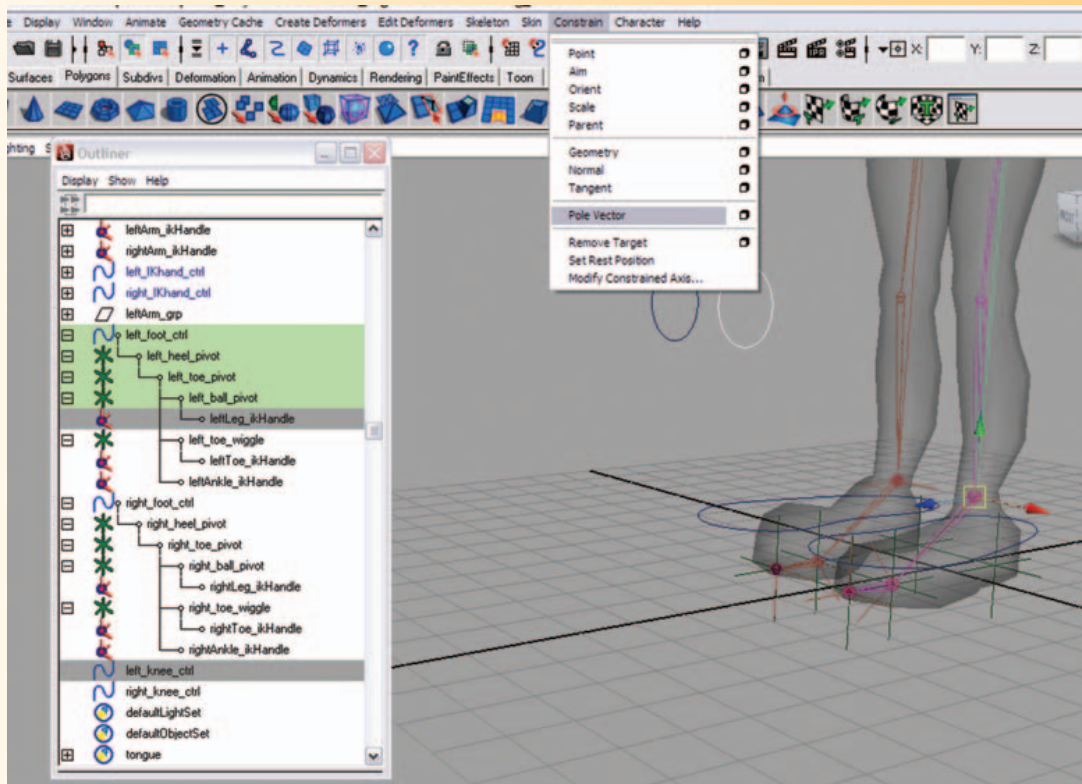 Display Window Animate Geometry Cache Create Deformers Edit Deformers Skeleton Skin Constrain Character Help
X: Y: Z:
Surfaces Polygons Subdivs Deformation Animation Dynamics Rendering PaintEffects Toon
Point
Aim
Orient
Scale
Parent
Geometry
Normal
Tangent
Pole Vector
Remove Target
Set Rest Position
Modify Constrained Axis...
Outliner
Display Show Help
leftArm_ikHandle
rightArm_ikHandle
left_IKhand_ctrl
right_IKhand_ctrl
leftArm_grp
left_foot_ctrl
left_heel_pivot
left_toe_pivot
left_ball_pivot
leftLeg_ikHandle
left_toe_wiggle
leftToe_ikHandle
leftAnkle_ikHandle
right_foot_ctrl
right_heel_pivot
right_toe_pivot
right_ball_pivot
rightLeg_ikHandle
right_toe_wiggle
rightToe_ikHandle
rightAnkle_ikHandle
left_knee_ctrl
right_knee_ctrl
defaultLightSet
defaultObjectSet
tongue